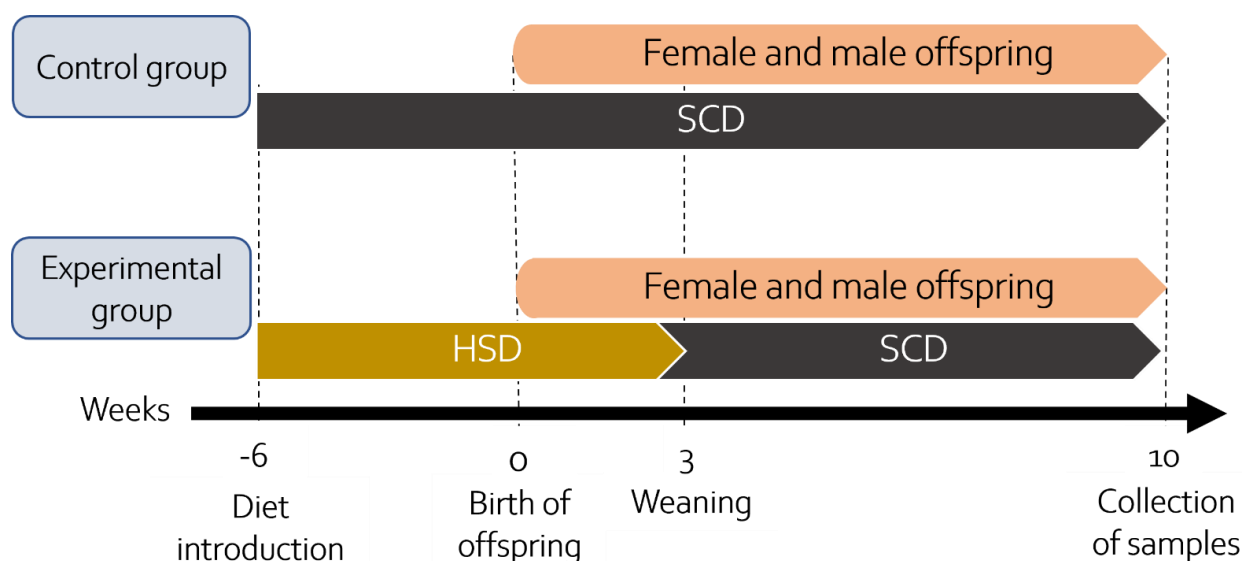 Control group
Female and male offspring
SCD
Experimental
group
Female and male offspring
HSD
SCD
Weeks
-6
0
3
10
Diet
introduction
Birth of
offspring
Weaning
Collection
of samples